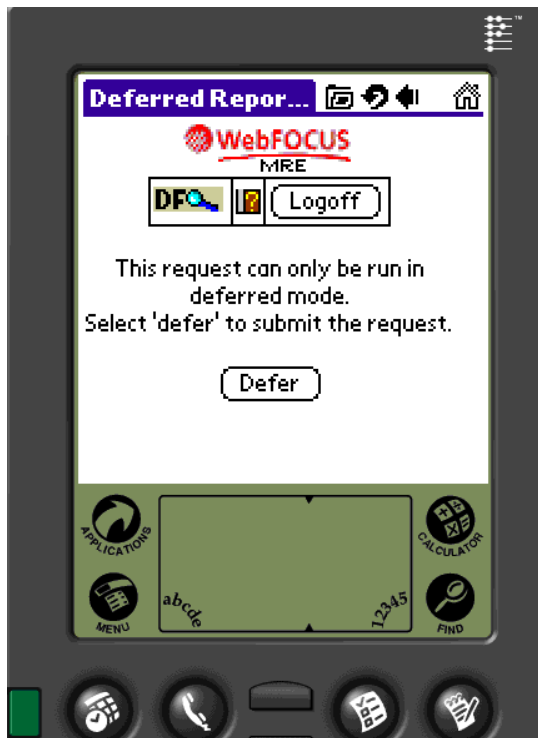 ™
Deferred Repor...
WebFOCUS
MRE
DF
Logoff
This request can only be run in
deferred mode.
Select 'defer' to submit the request.
Defer
APPLICATIONS
CALCULATOR
MENU
abcde
12345
FIND